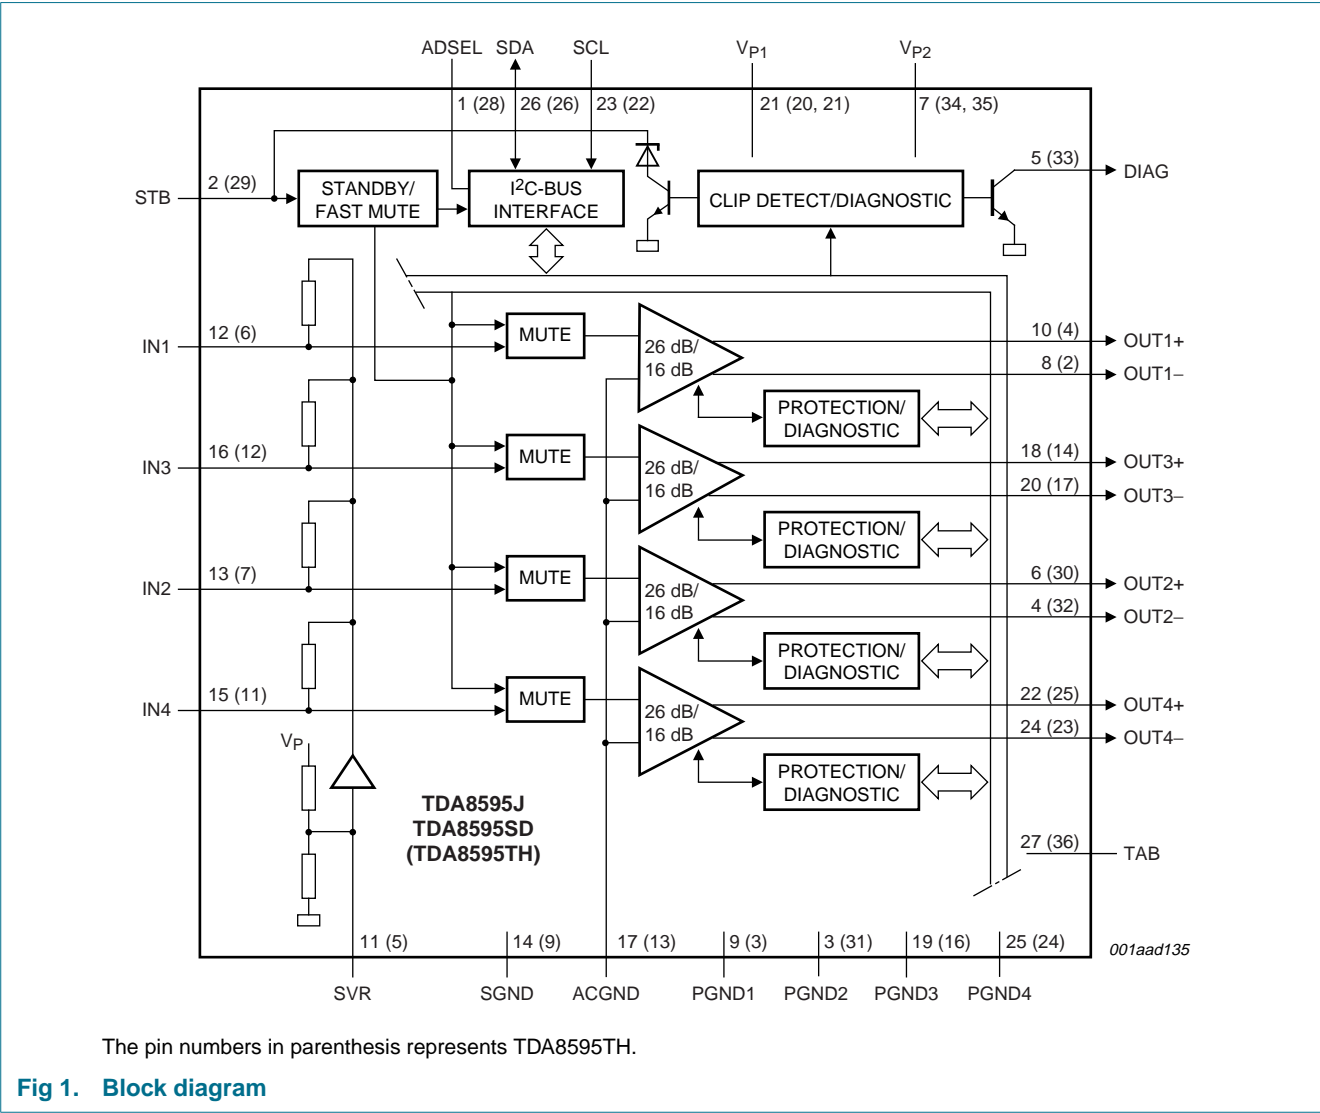 ADSEL SDA SCL VP1 VP2
1 (28) 26 (26) 23 (22) 21 (20, 21) 7 (34, 35)
5 (33) DIAG
STB 2 (29)
STANDBY/
FAST MUTE
I2C-BUS
INTERFACE
CLIP DETECT/DIAGNOSTIC
IN1 12 (6)
MUTE
26 dB/
16 dB
10 (4) OUT1+
8 (2) OUT1−
PROTECTION/
DIAGNOSTIC
IN3 16 (12)
MUTE
26 dB/
16 dB
18 (14) OUT3+
20 (17) OUT3−
PROTECTION/
DIAGNOSTIC
IN2 13 (7)
MUTE
26 dB/
16 dB
6 (30) OUT2+
4 (32) OUT2−
PROTECTION/
DIAGNOSTIC
IN4 15 (11)
MUTE
26 dB/
16 dB
22 (25) OUT4+
24 (23) OUT4−
PROTECTION/
DIAGNOSTIC
VP
TDA8595J
TDA8595SD
(TDA8595TH)
27 (36) TAB
11 (5) 14 (9) 17 (13) 9 (3) 3 (31) 19 (16) 25 (24)
001aad135
SVR SGND ACGND PGND1 PGND2 PGND3 PGND4
The pin numbers in parenthesis represents TDA8595TH.
Fig 1. Block diagram